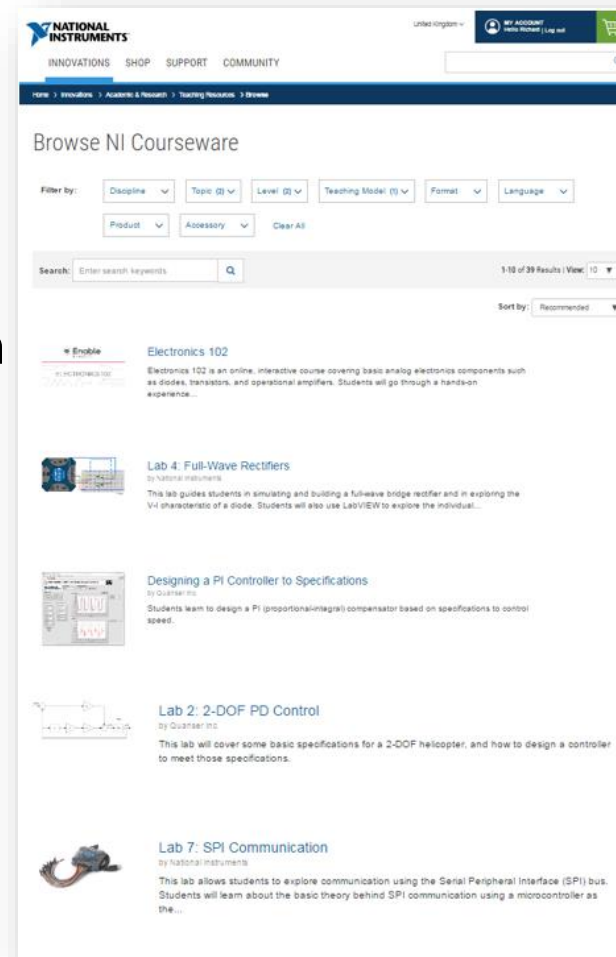 NATIONAL
INSTRUMENTS
United Kingdom
MY ACCOUNT
Hello Richard | Log out
INNOVATIONS SHOP SUPPORT COMMUNITY
Home > Innovations > Academic & Research > Teaching Resources > Browse
Browse NI Courseware
Filter by: Discipline Topic (2) Level (2) Teaching Model (1) Format Language
Product Accessory Clear All
Search: Enter search keywords 1-10 of 39 Results | View: 10
Sort by: Recommended
Enable
ELECTRONICS 102
Electronics 102
Electronics 102 is an online, interactive course covering basic analog electronics components such
as diodes, transistors, and operational amplifiers. Students will go through a hands-on
experience...
Lab 4: Full-Wave Rectifiers
by National Instruments
This lab guides students in simulating and building a full-wave bridge rectifier and in exploring the
V-I characteristic of a diode. Students will also use LabVIEW to explore the individual...
Designing a PI Controller to Specifications
by Quanser Inc.
Students learn to design a PI (proportional-integral) compensator based on specifications to control
speed.
Lab 2: 2-DOF PD Control
by Quanser Inc.
This lab will cover some basic specifications for a 2-DOF helicopter, and how to design a controller
to meet those specifications.
Lab 7: SPI Communication
by National Instruments
This lab allows students to explore communication using the Serial Peripheral Interface (SPI) bus.
Students will learn about the basic theory behind SPI communication using a microcontroller as
the...